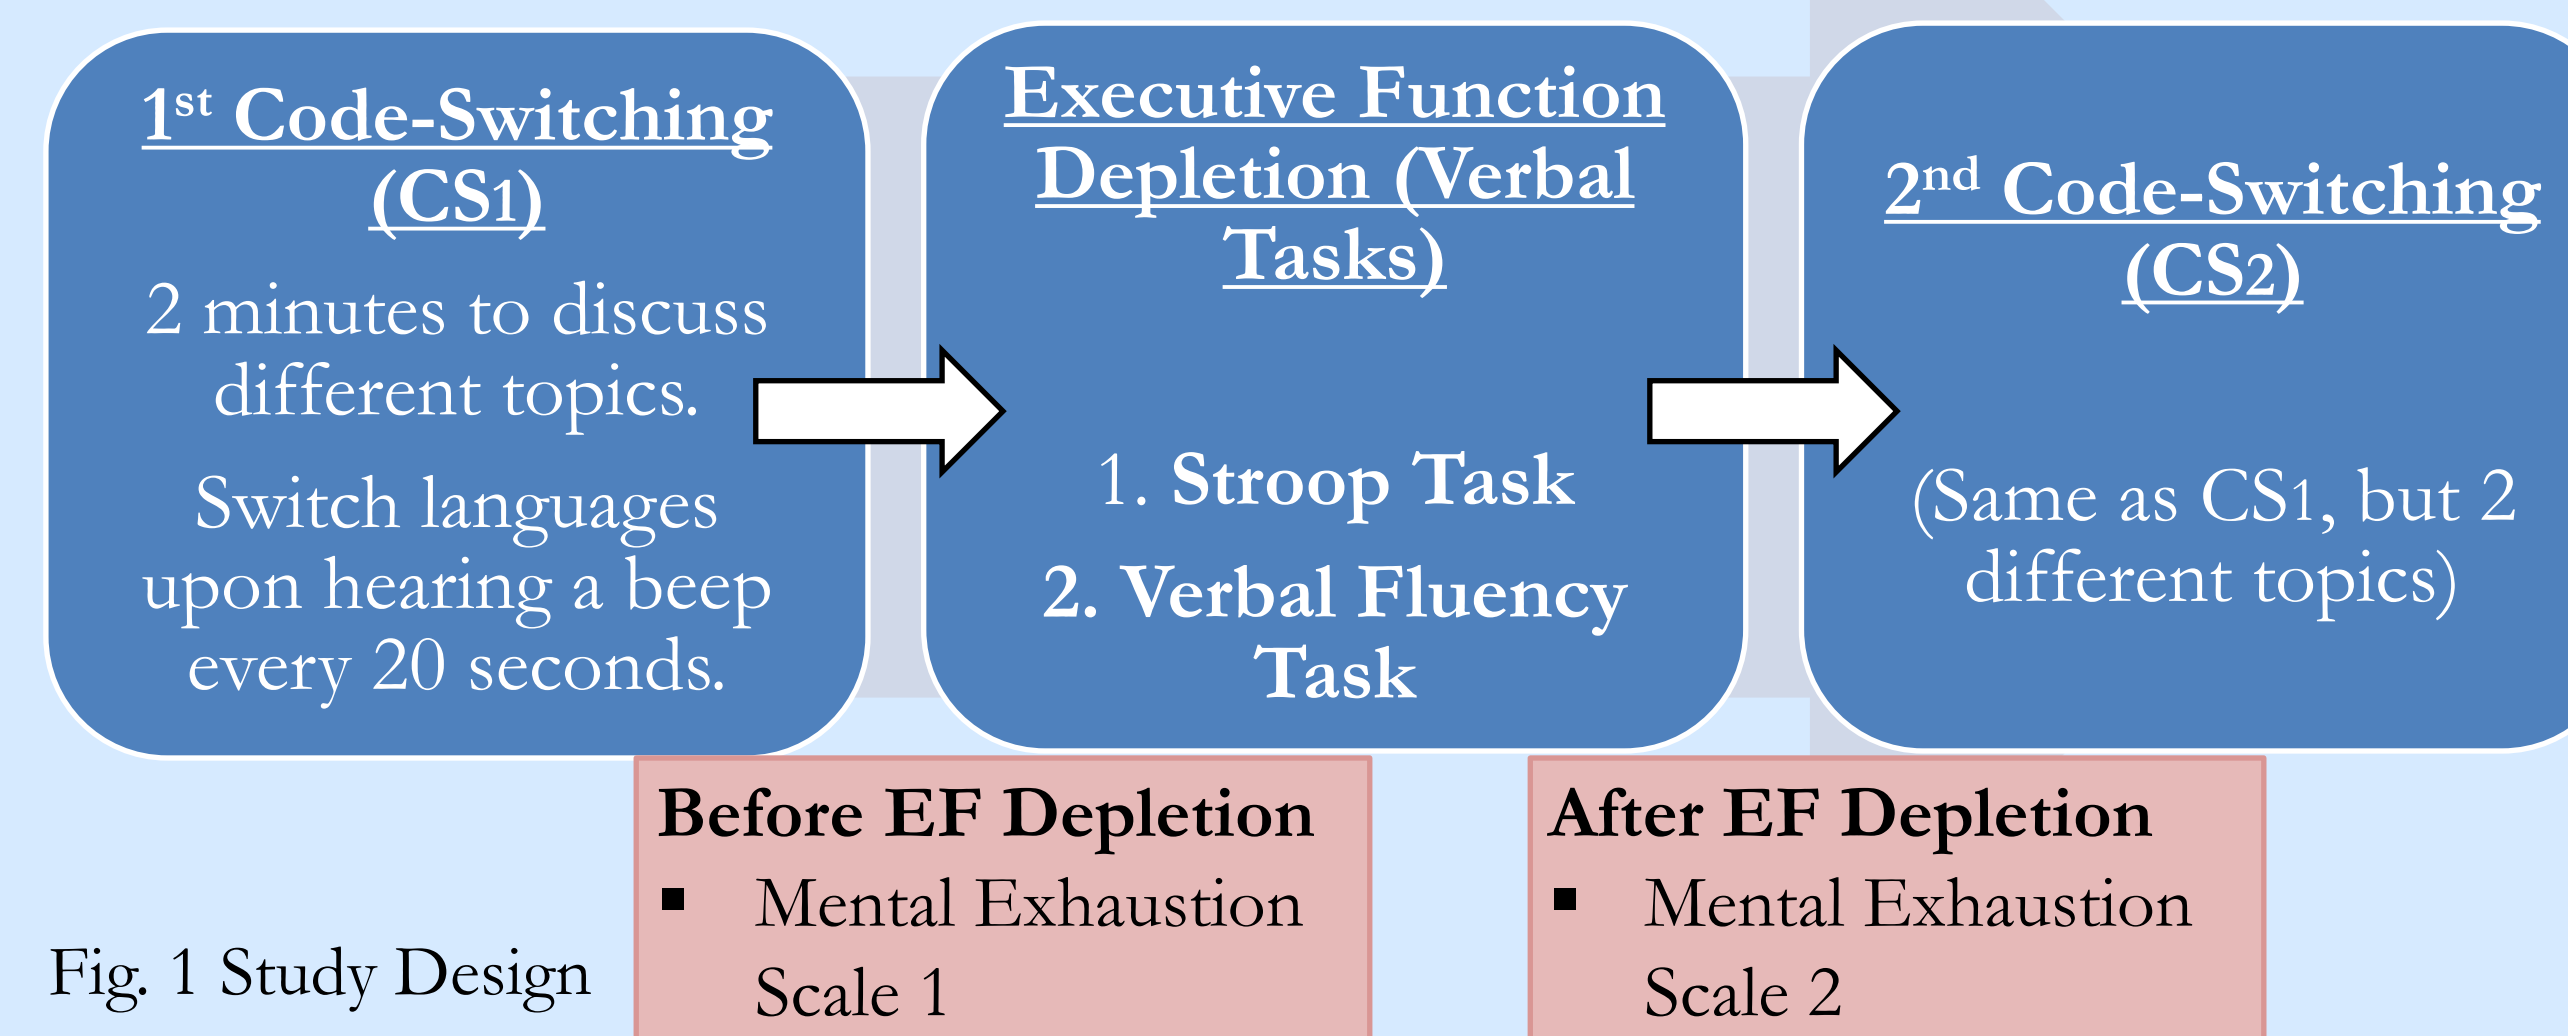 1st Code-Switching
(CS1)
2 minutes to discuss
different topics.
Switch languages
upon hearing a beep
every 20 seconds.
Executive Function
Depletion (Verbal
Tasks)
1. Stroop Task
2. Verbal Fluency
Task
2nd Code-Switching
(CS2)
(Same as CS1, but 2
different topics)
Before EF Depletion
▪ Mental Exhaustion
Scale 1
After EF Depletion
▪ Mental Exhaustion
Scale 2
Fig. 1 Study Design